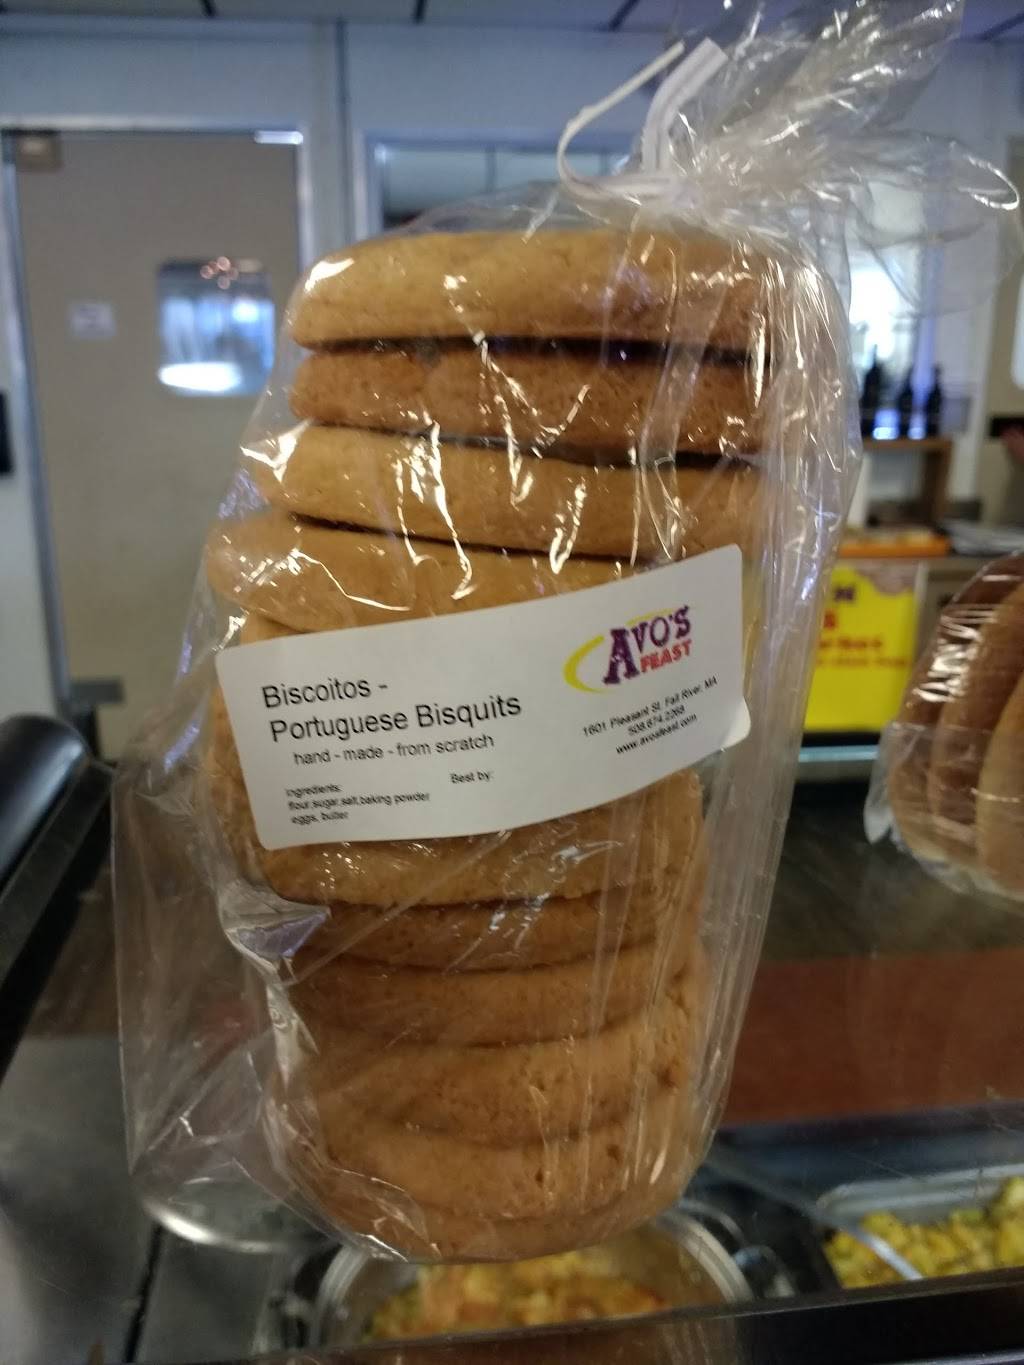 Biscoitos -
Portuguese Bisquits
hand - made - from scratch
Ingredients:
flour,sugar,salt,baking powder
eggs, butter
Best by:
AVO'S
FEAST
1601 Pleasant St. Fall River, MA
508.674.2268
www.avosfeast.com